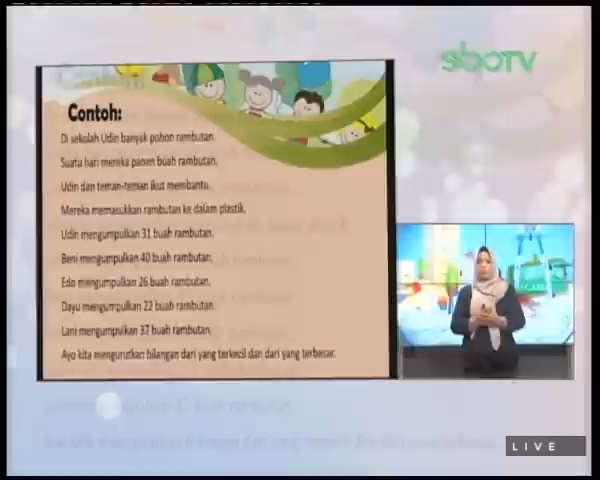 sboTV
Contoh:
Di sekolah Udin banyak pohon rambutan.
Suatu hari mereka panen buah rambutan.
Udin dan teman-teman ikut membantu.
Mereka memasukkan rambutan ke dalam plastik.
Udin mengumpulkan 31 buah rambutan.
Beni mengumpulkan 40 buah rambutan.
Edo mengumpulkan 26 buah rambutan.
Dayu mengumpulkan 22 buah rambutan.
Lani mengumpulkan 37 buah rambutan.
Ayo kita mengurutkan bilangan dari yang terkecil dan dari yang terbesar.
LIVE